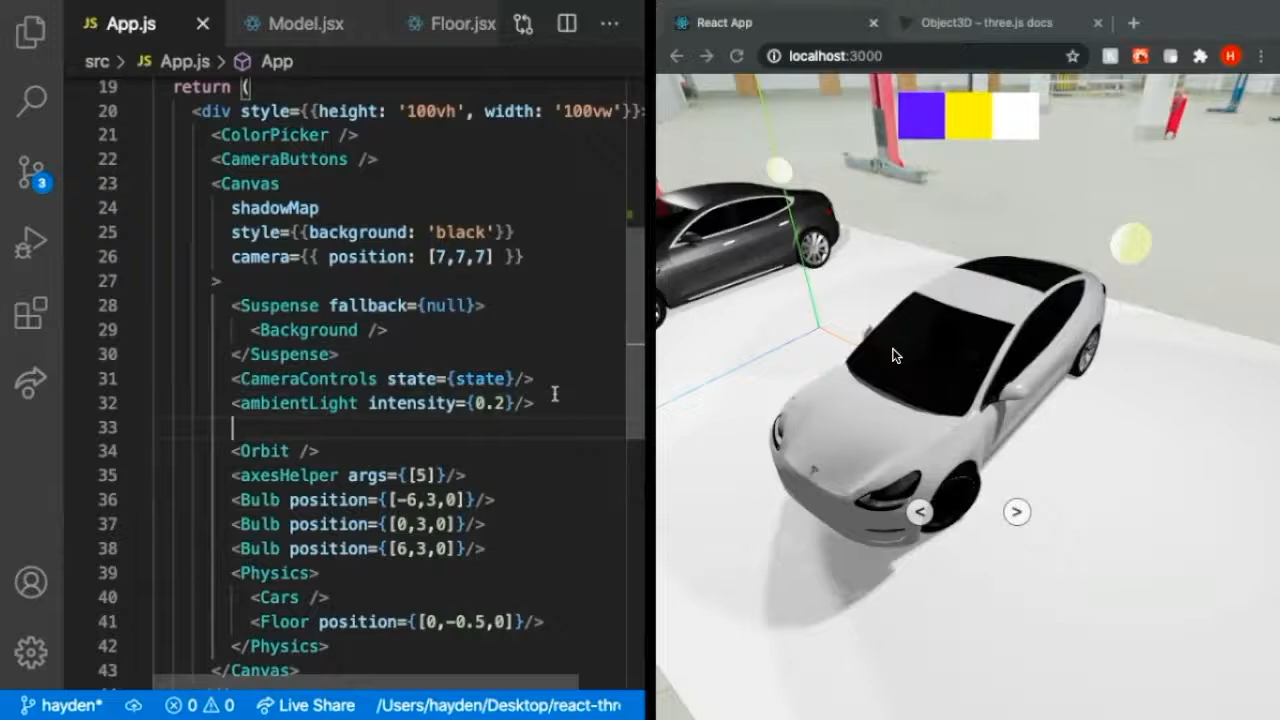 JS App.js
Model.jsx
Floor.jsx
src > JS App.js > App
19 return (
20 <div style={{height: '100vh', width: '100vw'}}>
21 <ColorPicker />
22 <CameraButtons />
23 <Canvas
24 shadowMap
25 style={{background: 'black'}}
26 camera={{ position: [7,7,7] }}
27 >
28 <Suspense fallback={null}>
29 <Background />
30 </Suspense>
31 <CameraControls state={state}/>
32 <ambientLight intensity={0.2}/>
33
34 <Orbit />
35 <axesHelper args={[5]}/>
36 <Bulb position={[-6,3,0]}/>
37 <Bulb position={[0,3,0]}/>
38 <Bulb position={[6,3,0]}/>
39 <Physics>
40 <Cars />
41 <Floor position={[0,-0.5,0]}/>
42 </Physics>
43 </Canvas>
3
hayden*
0
0
Live Share
/Users/hayden/Desktop/react-thr
React App
Object3D – three.js docs
localhost:3000
H
<
>